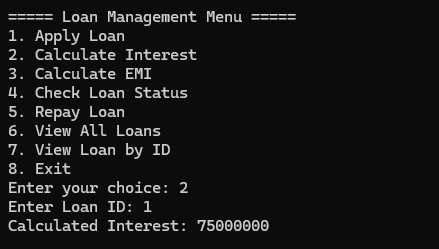 ===== Loan Management Menu =====
1. Apply Loan
2. Calculate Interest
3. Calculate EMI
4. Check Loan Status
5. Repay Loan
6. View All Loans
7. View Loan by ID
8. Exit
Enter your choice: 2
Enter Loan ID: 1
Calculated Interest: 75000000